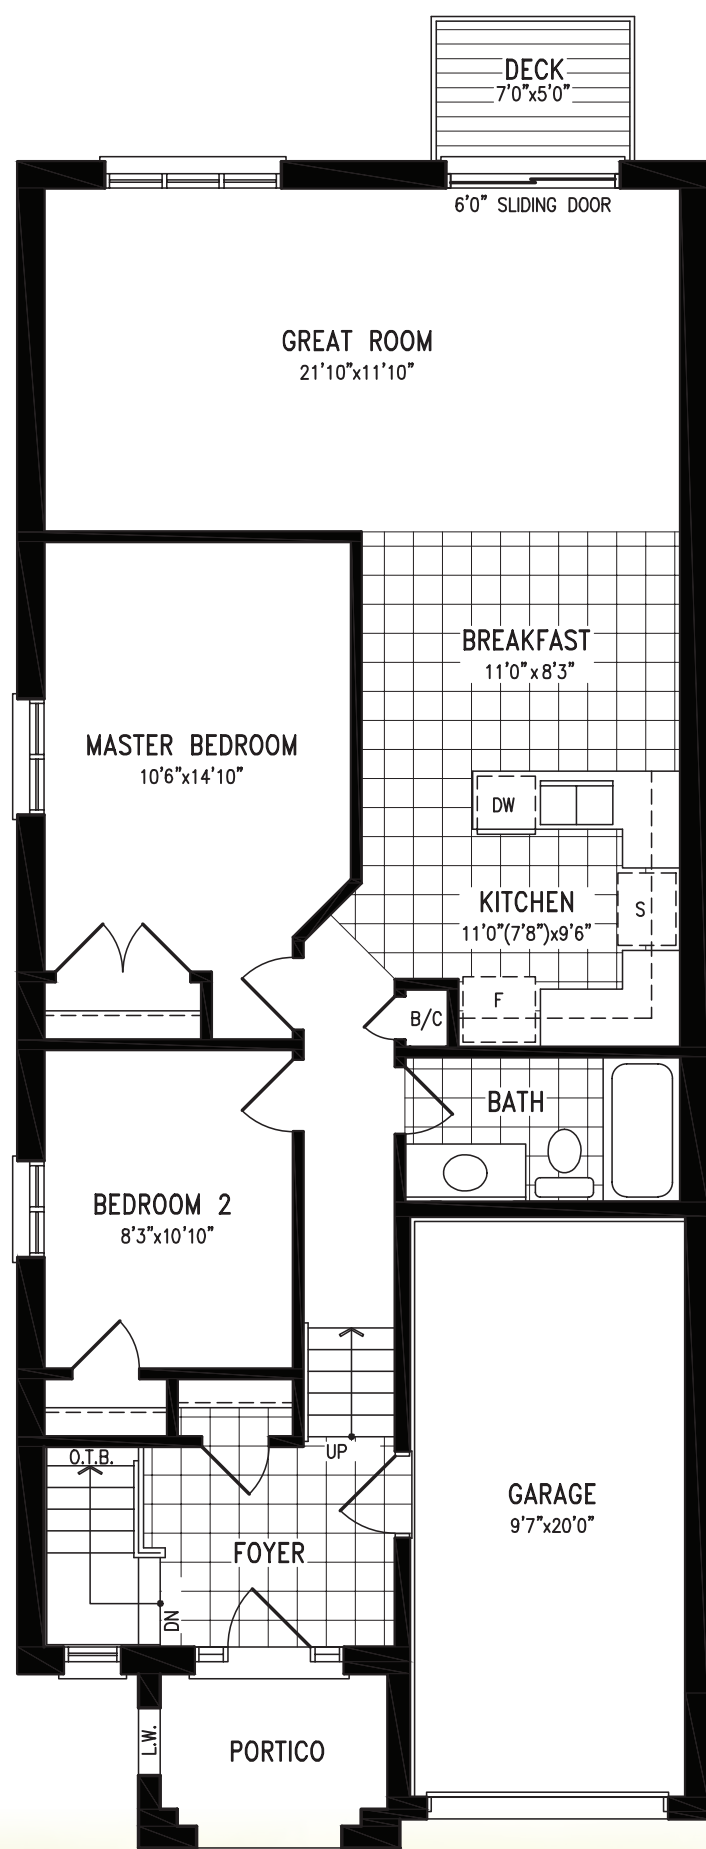 DECK
7'0"x5'0"
6'0" SLIDING DOOR
GREAT ROOM
21'10"x11'10"
BREAKFAST
11'0"x8'3"
MASTER BEDROOM
10'6"x14'10"
DW
KITCHEN
11'0"(7'8")x9'6"
S
F
B/C
BATH
BEDROOM 2
8'3"x10'10"
UP
O.T.B.
GARAGE
9'7"x20'0"
FOYER
DN
L.W.
PORTICO